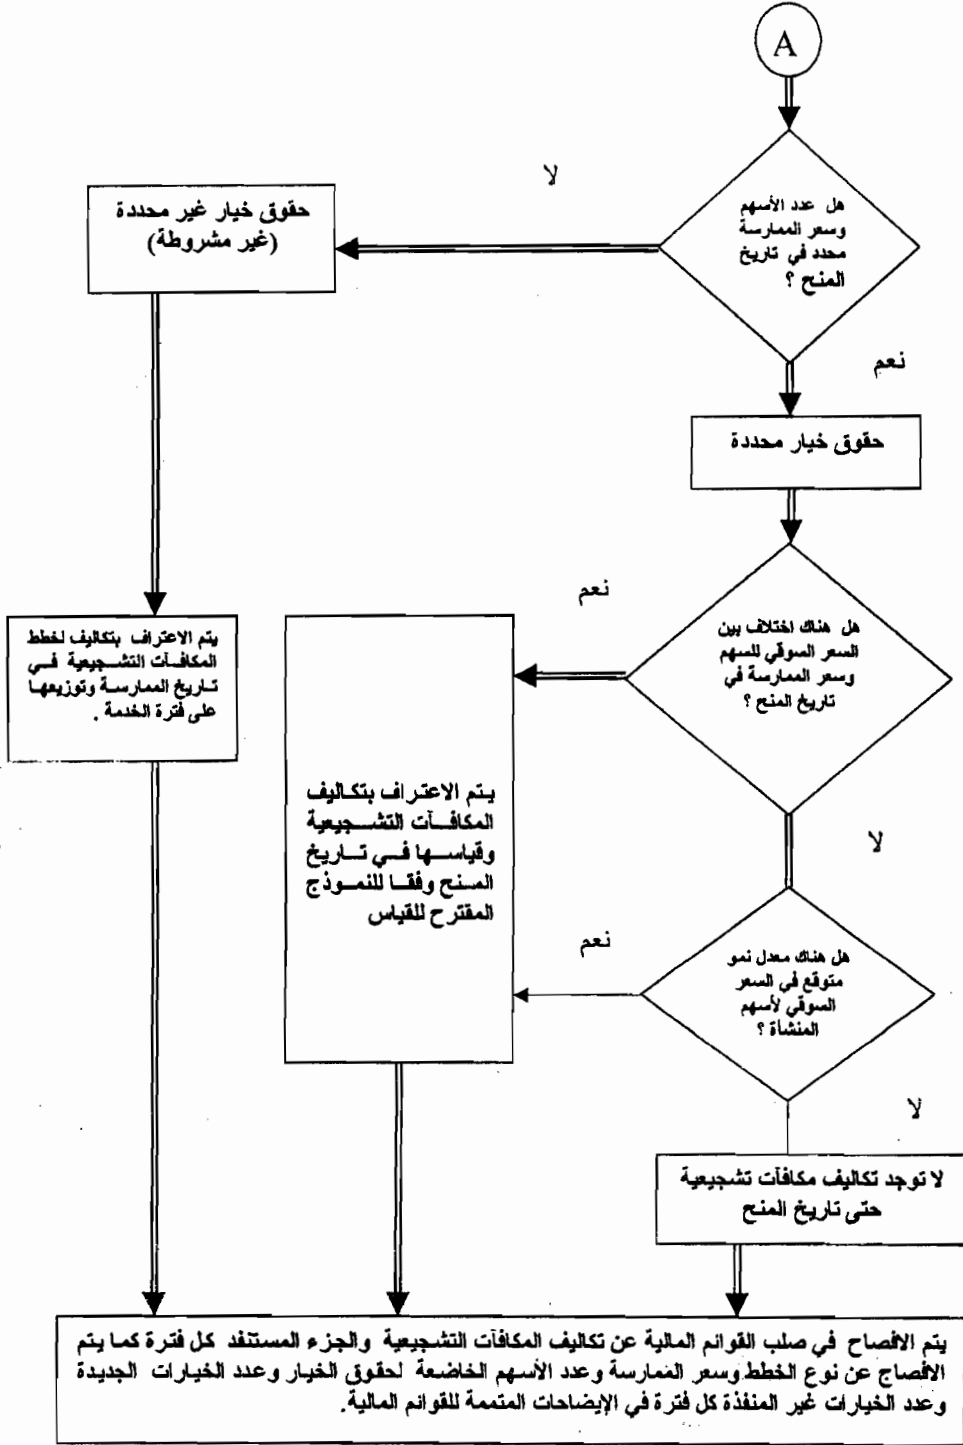 A
هل عدد الأسهم
وسعر الممارسة
محدد في تاريخ
المنح ؟
لا
حقوق خيار غير محددة
(غير مشروطة)
نعم
حقوق خيار محددة
هل هناك اختلاف بين
السعر السوقي للسهم
وسعر الممارسة في
تاريخ المنح ؟
نعم
يتم الاعتراف بتكاليف لخطط
المكافآت التشجيعية في
تاريخ الممارسة وتوزيعها
على فترة الخدمة .
يتم الاعتراف بتكاليف
المكافآت التشجيعية
وقياسها في تاريخ
المنح وفقا للنموذج
المقترح للقياس
لا
هل هناك معدل نمو
متوقع في السعر
السوقي لأسهم
المنشأة ؟
نعم
لا
لا توجد تكاليف مكافآت تشجيعية
حتى تاريخ المنح
يتم الافصاح في صلب القوائم المالية عن تكاليف المكافآت التشجيعية والجزء المستنفد كل فترة كما يتم
الافصاح عن نوع الخطط وسعر الممارسة وعدد الأسهم الخاضعة لحقوق الخيار وعدد الخيارات الجديدة
وعدد الخيارات غير المنفذة كل فترة في الإيضاحات المتممة للقوائم المالية.